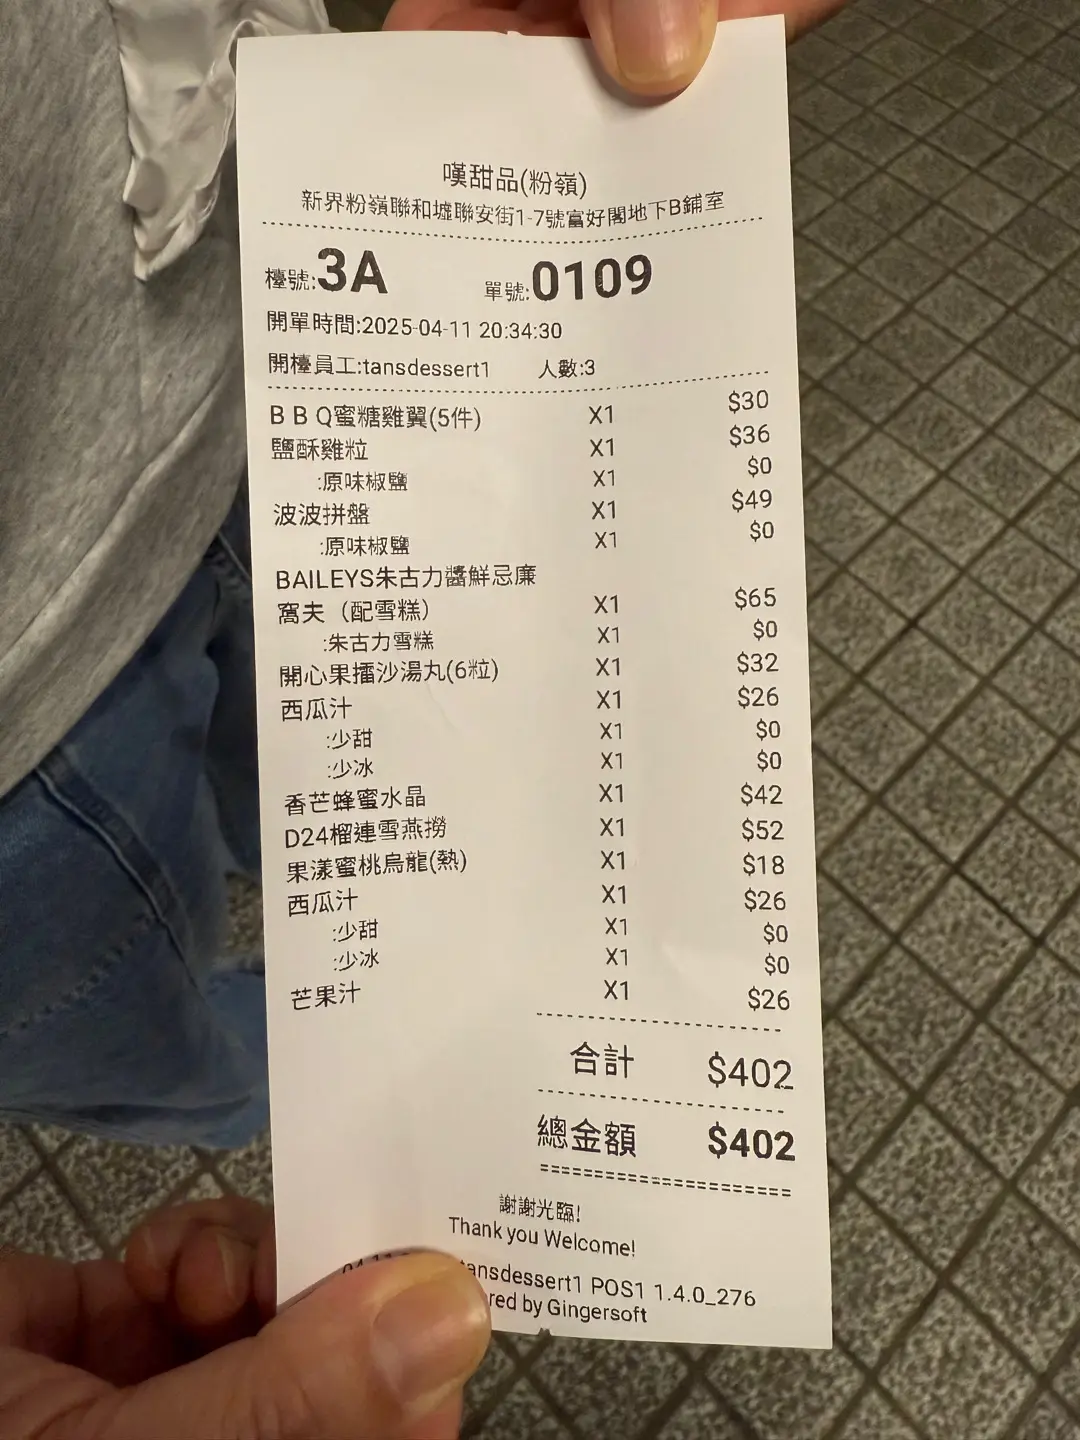 嘆甜品(粉嶺)
新界粉嶺聯和墟聯安街1-7號富好閣地下B鋪室
檯號:3A 單號:0109
開單時間:2025-04-11 20:34:30
開檯員工:tansdessert1 人數:3
B B Q蜜糖雞翼(5件) X1 $30
鹽酥雞粒 X1 $36
:原味椒鹽 X1 $0
波波拼盤 X1 $49
:原味椒鹽 X1 $0
BAILEYS朱古力醬鮮忌廉
窩夫（配雪糕） X1 $65
:朱古力雪糕 X1 $0
開心果擂沙湯丸(6粒) X1 $32
西瓜汁 X1 $26
:少甜 X1 $0
:少冰 X1 $0
香芒蜂蜜水晶 X1 $42
D24榴連雪燕撈 X1 $52
果漾蜜桃烏龍(熱) X1 $18
西瓜汁 X1 $26
:少甜 X1 $0
:少冰 X1 $0
芒果汁 X1 $26
合計 $402
總金額 $402
謝謝光臨!
Thank you Welcome!
tansdessert1 POS1 1.4.0_276
by Gingersoft